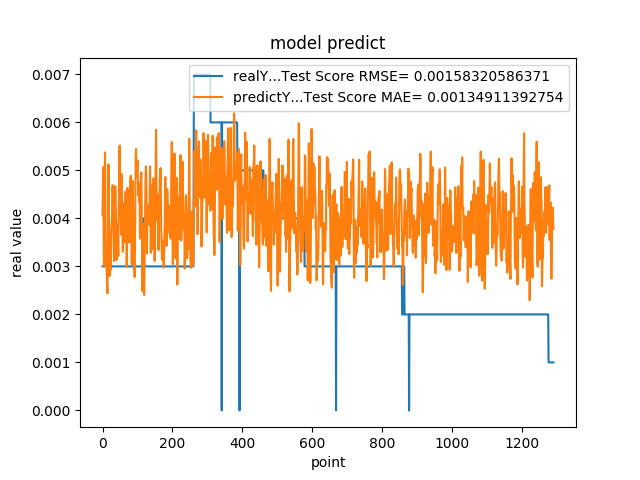 model predict
realY...Test Score RMSE= 0.00158320586371
predictY...Test Score MAE= 0.00134911392754
0.007
0.006
0.005
0.004
0.003
0.002
0.001
0.000
real value
0 200 400 600 800 1000 1200
point